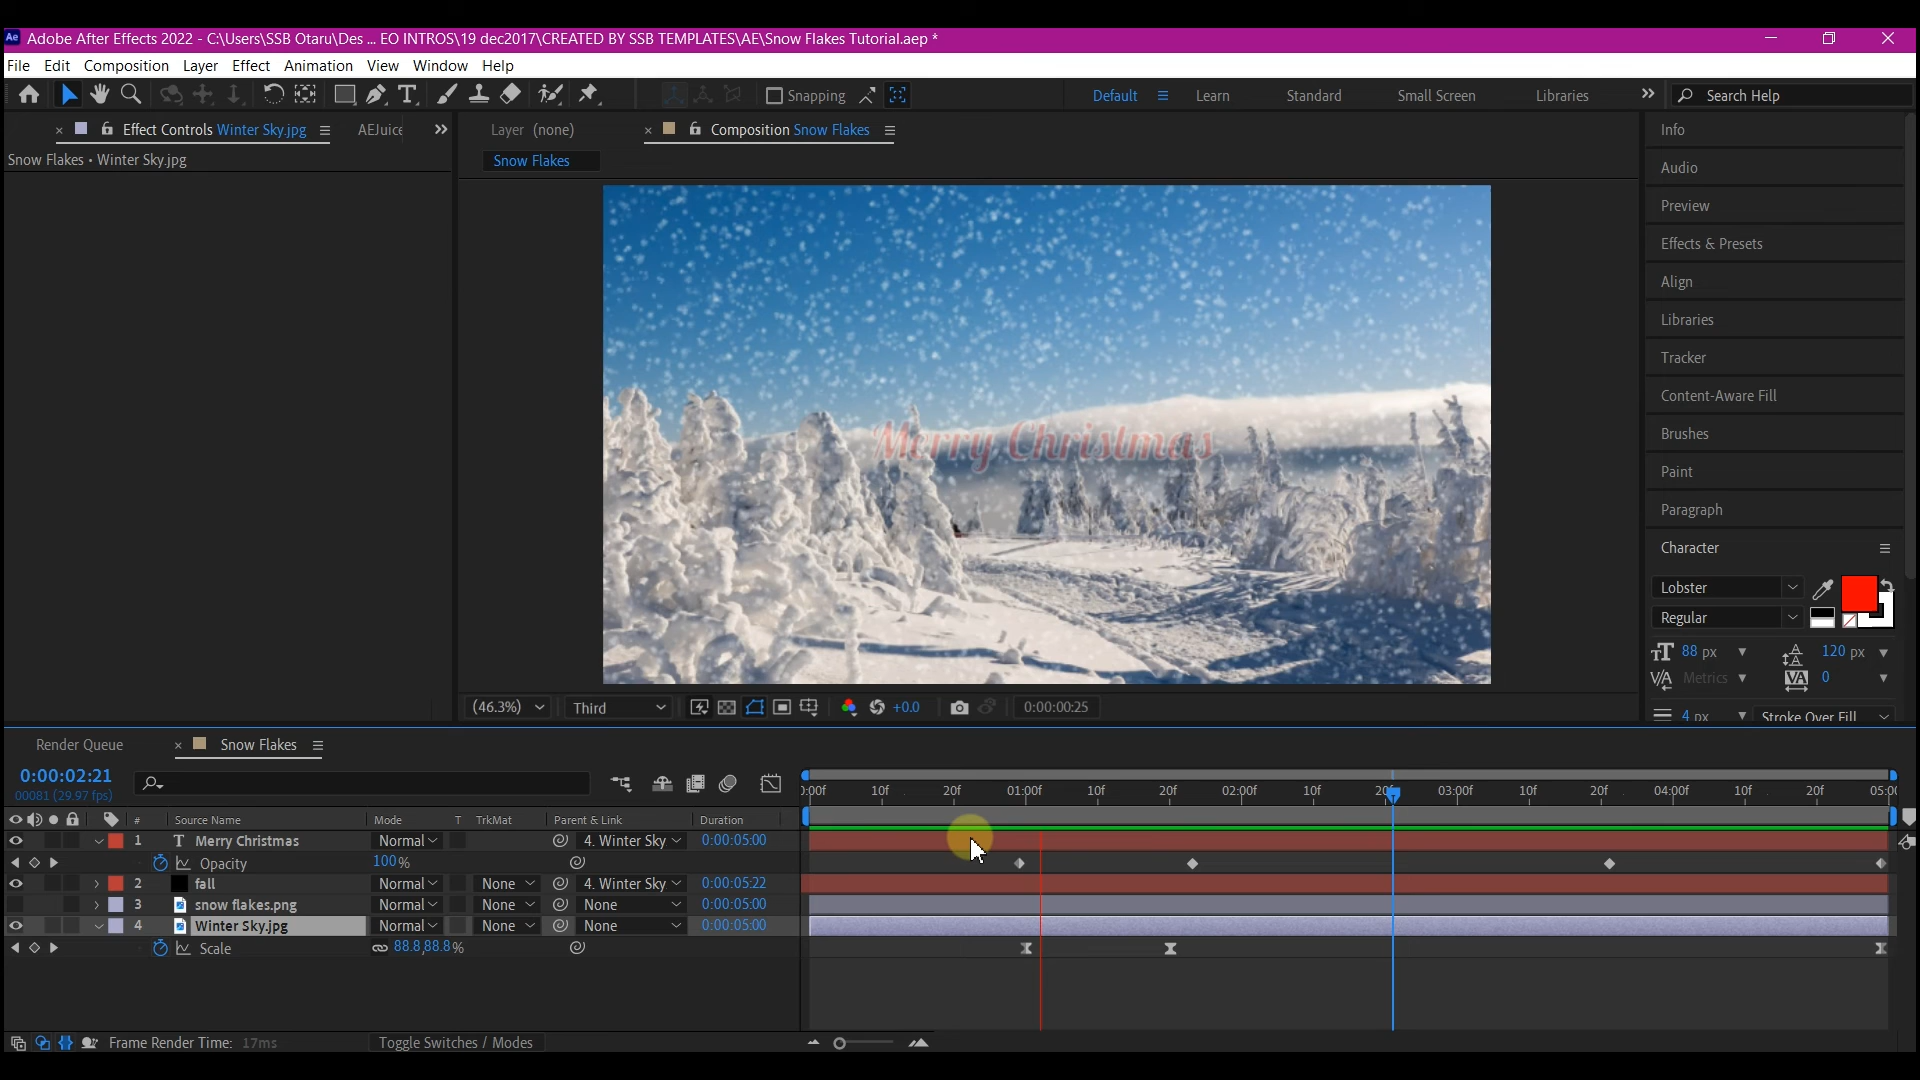 Ae Adobe After Effects 2022 - C:\Users\SSB Otaru\Des ... EO INTROS\19 dec2017\CREATED BY SSB TEMPLATES\AE\Snow Flakes Tutorial.aep *
File Edit Composition Layer Effect Animation View Window Help
Snapping Default Learn Standard Small Screen Libraries Search Help
Effect Controls Winter Sky.jpg AEJuice
Layer (none) Composition Snow Flakes
Snow Flakes • Winter Sky.jpg
Snow Flakes
Merry Christmas
(46.3%) Third +0.0 0:00:00:25
Info
Audio
Preview
Effects & Presets
Align
Libraries
Tracker
Content-Aware Fill
Brushes
Paint
Paragraph
Character
Lobster
Regular
88 px 120 px
Metrics 0
4 px Stroke Over Fill
Render Queue Snow Flakes
0:00:02:21
00081 (29.97 fps)
:00f 10f 20f 01:00f 10f 20f 02:00f 10f 20f 03:00f 10f 20f 04:00f 10f 20f 05:00
# Source Name Mode T TrkMat Parent & Link Duration
1 T Merry Christmas Normal 4. Winter Sky 0:00:05:00
Opacity 100%
2 fall Normal None 4. Winter Sky 0:00:05:22
3 snow flakes.png Normal None None 0:00:05:00
4 Winter Sky.jpg Normal None None 0:00:05:00
Scale 88.8,88.8%
Frame Render Time: 17ms Toggle Switches / Modes